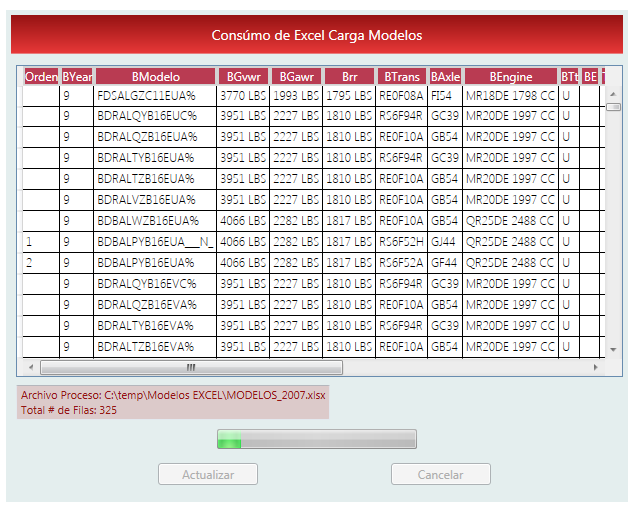 Consúmo de Excel Carga Modelos
Orden BYear BModelo BGvwr BGawr Brr BTrans BAxle BEngine BTt BE
9 FDSALGZC11EUA% 3770 LBS 1993 LBS 1795 LBS RE0F08A FJ54 MR18DE 1798 CC U
9 BDRALQYB16EUC% 3951 LBS 2227 LBS 1810 LBS RS6F94R GC39 MR20DE 1997 CC U
9 BDRALQZB16EUA% 3951 LBS 2227 LBS 1810 LBS RE0F10A GB54 MR20DE 1997 CC U
9 BDRALTYB16EUA% 3951 LBS 2227 LBS 1810 LBS RS6F94R GC39 MR20DE 1997 CC U
9 BDRALTZB16EUA% 3951 LBS 2227 LBS 1810 LBS RE0F10A GB54 MR20DE 1997 CC U
9 BDRALVZB16EUA% 3951 LBS 2227 LBS 1810 LBS RE0F10A GB54 MR20DE 1997 CC U
9 BDBALWZB16EUA% 4066 LBS 2282 LBS 1817 LBS RE0F10A GB54 QR25DE 2488 CC U
1 9 BDBALPYB16EUA__N_ 4066 LBS 2282 LBS 1817 LBS RS6F52H GJ44 QR25DE 2488 CC U
2 9 BDBALPYB16EUA% 4066 LBS 2282 LBS 1817 LBS RS6F52A GF44 QR25DE 2488 CC U
9 BDRALQYB16EVC% 3951 LBS 2227 LBS 1810 LBS RS6F94R GC39 MR20DE 1997 CC U
9 BDRALQZB16EVA% 3951 LBS 2227 LBS 1810 LBS RE0F10A GB54 MR20DE 1997 CC U
9 BDRALTYB16EVA% 3951 LBS 2227 LBS 1810 LBS RS6F94R GC39 MR20DE 1997 CC U
9 BDRALTZB16EVA% 3951 LBS 2227 LBS 1810 LBS RE0F10A GB54 MR20DE 1997 CC U
Archivo Proceso: C:\temp\Modelos EXCEL\MODELOS_2007.xlsx
Total # de Filas: 325
Actualizar Cancelar